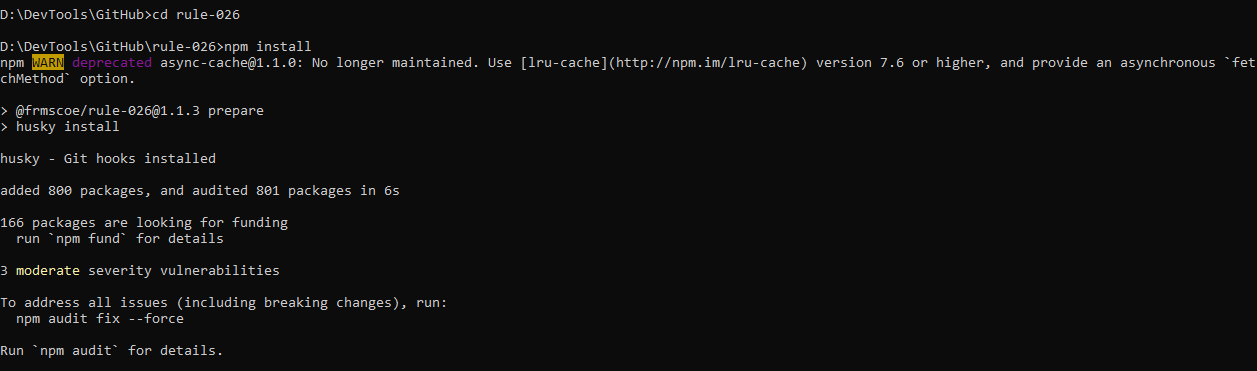 D:\DevTools\GitHub>cd rule-026
D:\DevTools\GitHub\rule-026>npm install
npm WARN deprecated async-cache@1.1.0: No longer maintained. Use [lru-cache](http://npm.im/lru-cache) version 7.6 or higher, and provide an asynchronous `fet
chMethod` option.
> @frmscoe/rule-026@1.1.3 prepare
> husky install
husky - Git hooks installed
added 800 packages, and audited 801 packages in 6s
166 packages are looking for funding
  run `npm fund` for details
3 moderate severity vulnerabilities
To address all issues (including breaking changes), run:
  npm audit fix --force
Run `npm audit` for details.